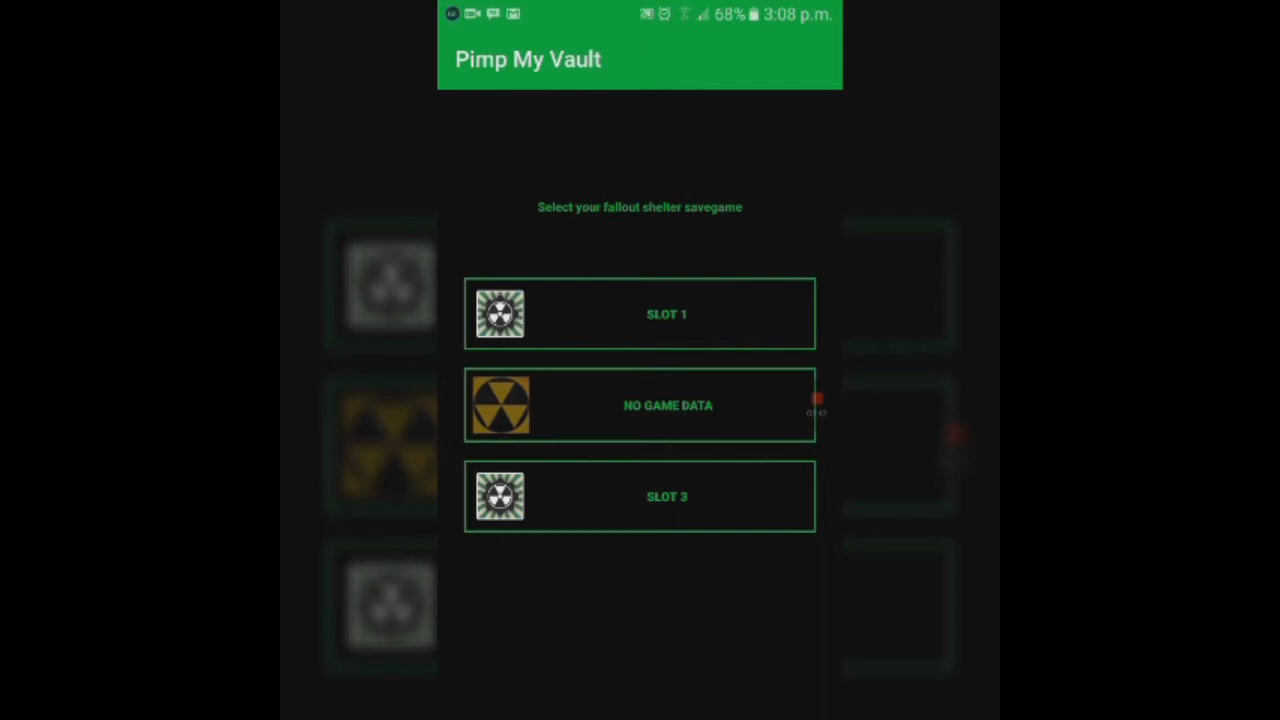 68% 3:08 p.m.
Pimp My Vault
Select your fallout shelter savegame
SLOT 1
NO GAME DATA
SLOT 3